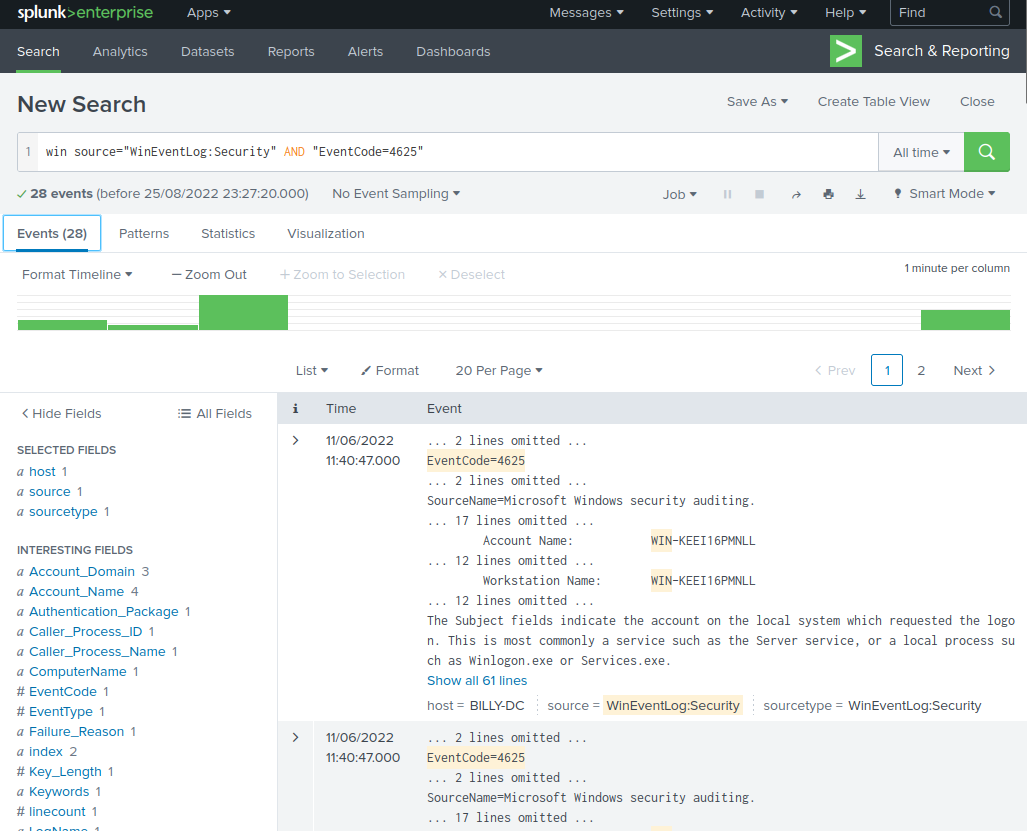 splunk>enterprise Apps Messages Settings Activity Help Find
Search Analytics Datasets Reports Alerts Dashboards Search & Reporting
New Search Save As Create Table View Close
1 win source="WinEventLog:Security" AND "EventCode=4625" All time
28 events (before 25/08/2022 23:27:20.000) No Event Sampling Job Smart Mode
Events (28) Patterns Statistics Visualization
Format Timeline — Zoom Out + Zoom to Selection × Deselect 1 minute per column
List Format 20 Per Page < Prev 1 2 Next >
< Hide Fields All Fields i Time Event
SELECTED FIELDS
a host 1
a source 1
a sourcetype 1
INTERESTING FIELDS
a Account_Domain 3
a Account_Name 4
a Authentication_Package 1
a Caller_Process_ID 1
a Caller_Process_Name 1
a ComputerName 1
# EventCode 1
# EventType 1
a Failure_Reason 1
a index 2
# Key_Length 1
a Keywords 1
# linecount 1
a LogName 1
> 11/06/2022 ... 2 lines omitted ...
11:40:47.000 EventCode=4625
... 2 lines omitted ...
SourceName=Microsoft Windows security auditing.
... 17 lines omitted ...
Account Name: WIN-KEEI16PMNLL
... 12 lines omitted ...
Workstation Name: WIN-KEEI16PMNLL
... 12 lines omitted ...
The Subject fields indicate the account on the local system which requested the logo
n. This is most commonly a service such as the Server service, or a local process su
ch as Winlogon.exe or Services.exe.
Show all 61 lines
host = BILLY-DC source = WinEventLog:Security sourcetype = WinEventLog:Security
> 11/06/2022 ... 2 lines omitted ...
11:40:47.000 EventCode=4625
... 2 lines omitted ...
SourceName=Microsoft Windows security auditing.
... 17 lines omitted ...